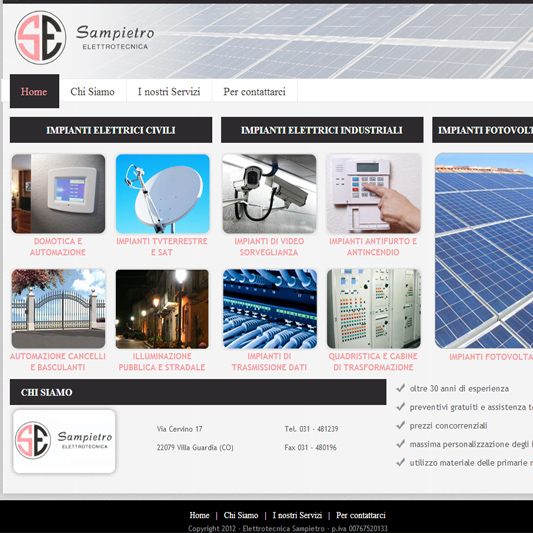 SE Sampietro
ELETTROTECNICA
Home Chi Siamo I nostri Servizi Per contattarci
IMPIANTI ELETTRICI CIVILI IMPIANTI ELETTRICI INDUSTRIALI IMPIANTI FOTOVOLT
DOMOTICA E
AUTOMAZIONE
IMPIANTI TVTERRESTRE
E SAT
IMPIANTI DI VIDEO
SORVEGLIANZA
IMPIANTI ANTIFURTO E
ANTINCENDIO
AUTOMAZIONE CANCELLI
E BASCULANTI
ILLUMINAZIONE
PUBBLICA E STRADALE
IMPIANTI DI
TRASMISSIONE DATI
QUADRISTICA E CABINE
DI TRASFORMAZIONE
IMPIANTI FOTOVOLTA
CHI SIAMO
SE Sampietro
ELETTROTECNICA
Via Cervino 17
22079 Villa Guardia (CO)
Tel. 031 - 481239
Fax 031 - 480196
oltre 30 anni di esperienza
preventivi gratuiti e assistenza t
prezzi concorrenziali
massima personalizzazione degli i
utilizzo materiale delle primarie
Home | Chi Siamo | I nostri Servizi | Per contattarci
Copyright 2012 - Elettrotecnica Sampietro - p.iva 00767520133